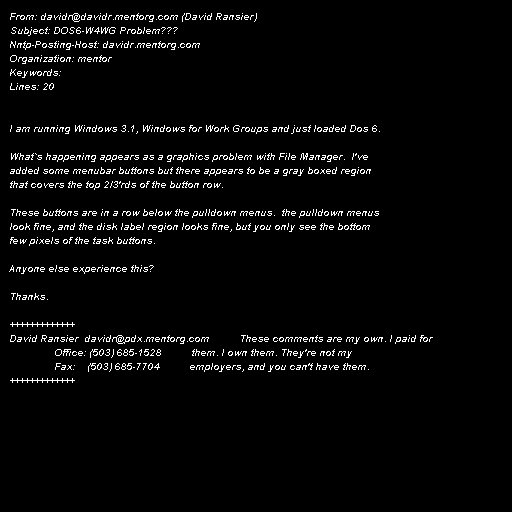 From: davidr@davidr.mentorg.com (David Ransier)
Subject: DOS6-W4WG Problem???
Nntp-Posting-Host: davidr.mentorg.com
Organization: mentor
Keywords:
Lines: 20
I am running Windows 3.1, Windows for Work Groups and just loaded Dos 6.
What`s happening appears as a graphics problem with File Manager.  I've
added some menubar buttons but there appears to be a gray boxed region
that covers the top 2/3'rds of the button row.
These buttons are in a row below the pulldown menus.  the pulldown menus
look fine, and the disk label region looks fine, but you only see the bottom
few pixels of the task buttons.
Anyone else experience this?
Thanks.
+++++++++++++
David Ransier  davidr@pdx.mentorg.com          These comments are my own. I paid for
Office: (503) 685-1528          them. I own them. They're not my
Fax:    (503) 685-7704          employers, and you can't have them.
+++++++++++++